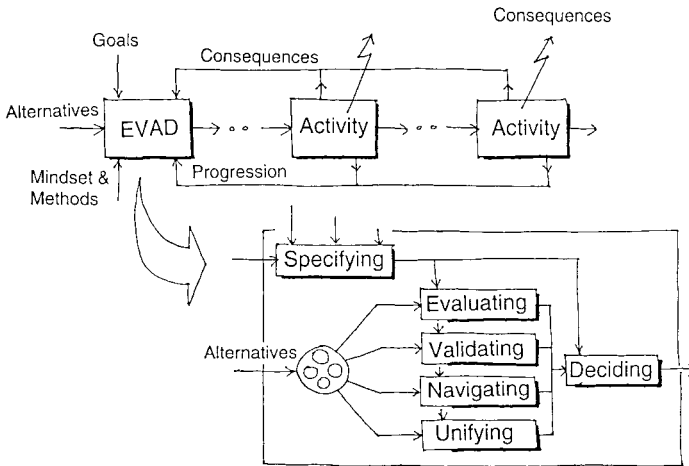 Consequences
Goals
Consequences
Alternatives
EVAD
Activity
Activity
Mindset &
Methods
Progression
Specifying
Evaluating
Alternatives
Validating
Deciding
Navigating
Unifying